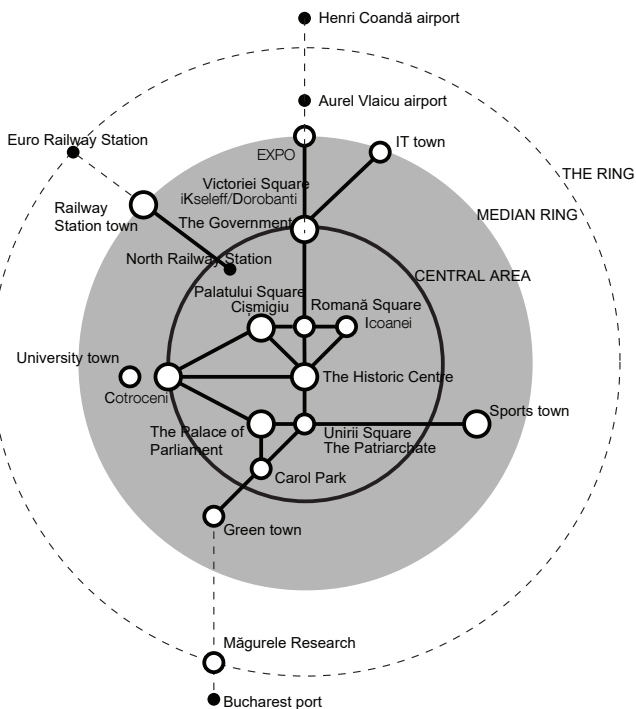 Henri Coandă airport
Aurel Vlaicu airport
Euro Railway Station
EXPO
IT town
THE RING
Victoriei Square
iKseleff/Dorobanti
Railway
Station town
MEDIAN RING
The Government
North Railway Station
CENTRAL AREA
Palatului Square
Cișmigiu
Romană Square
Icoanei
University town
The Historic Centre
Cotroceni
Sports town
The Palace of
Parliament
Unirii Square
The Patriarchate
Carol Park
Green town
Măgurele Research
Bucharest port